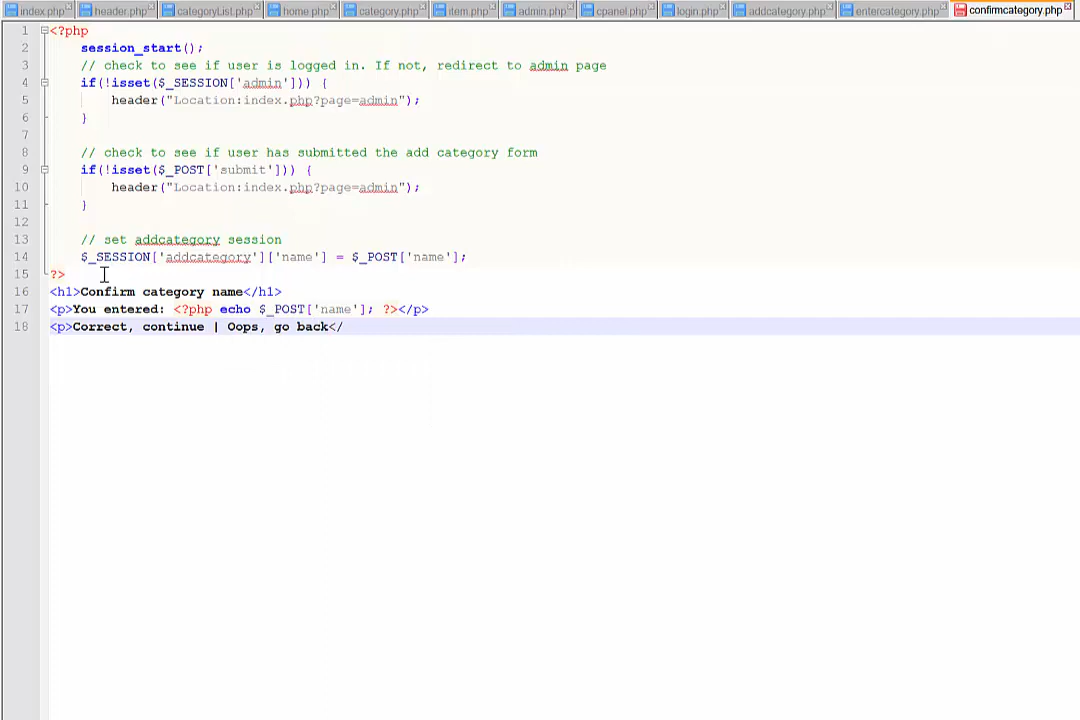 index.php header.php categoryList.php home.php category.php item.php admin.php cpanel.php login.php addcategory.php entercategory.php confirmcategory.php
1 <?php
2 session_start();
3 // check to see if user is logged in. If not, redirect to admin page
4 if(!isset($_SESSION['admin'])) {
5 header("Location:index.php?page=admin");
6 }
7
8 // check to see if user has submitted the add category form
9 if(!isset($_POST['submit'])) {
10 header("Location:index.php?page=admin");
11 }
12
13 // set addcategory session
14 $_SESSION['addcategory']['name'] = $_POST['name'];
15 ?>
16 <h1>Confirm category name</h1>
17 <p>You entered: <?php echo $_POST['name']; ?></p>
18 <p>Correct, continue | Oops, go back</